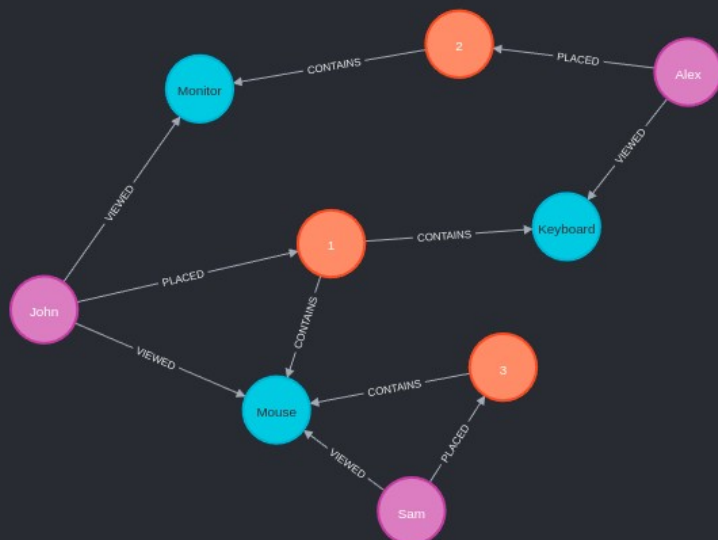 2
PLACED
Alex
CONTAINS
Monitor
VIEWED
VIEWED
Keyboard
1
CONTAINS
PLACED
John
CONTAINS
VIEWED
3
CONTAINS
Mouse
PLACED
VIEWED
Sam